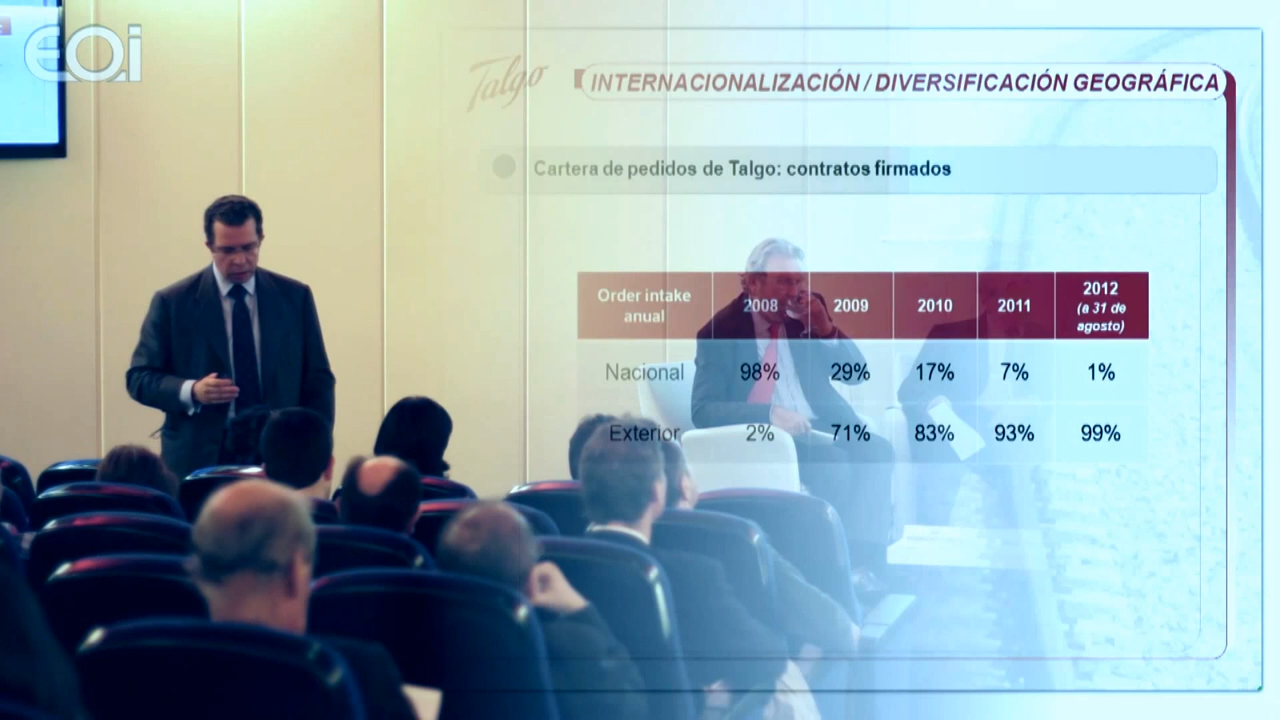 EOi
Talgo
INTERNACIONALIZACIÓN / DIVERSIFICACIÓN GEOGRÁFICA
Cartera de pedidos de Talgo: contratos firmados
Order intake anual 2008 2009 2010 2011 2012 (a 31 de agosto)
Nacional 98% 29% 17% 7% 1%
Exterior 2% 71% 83% 93% 99%